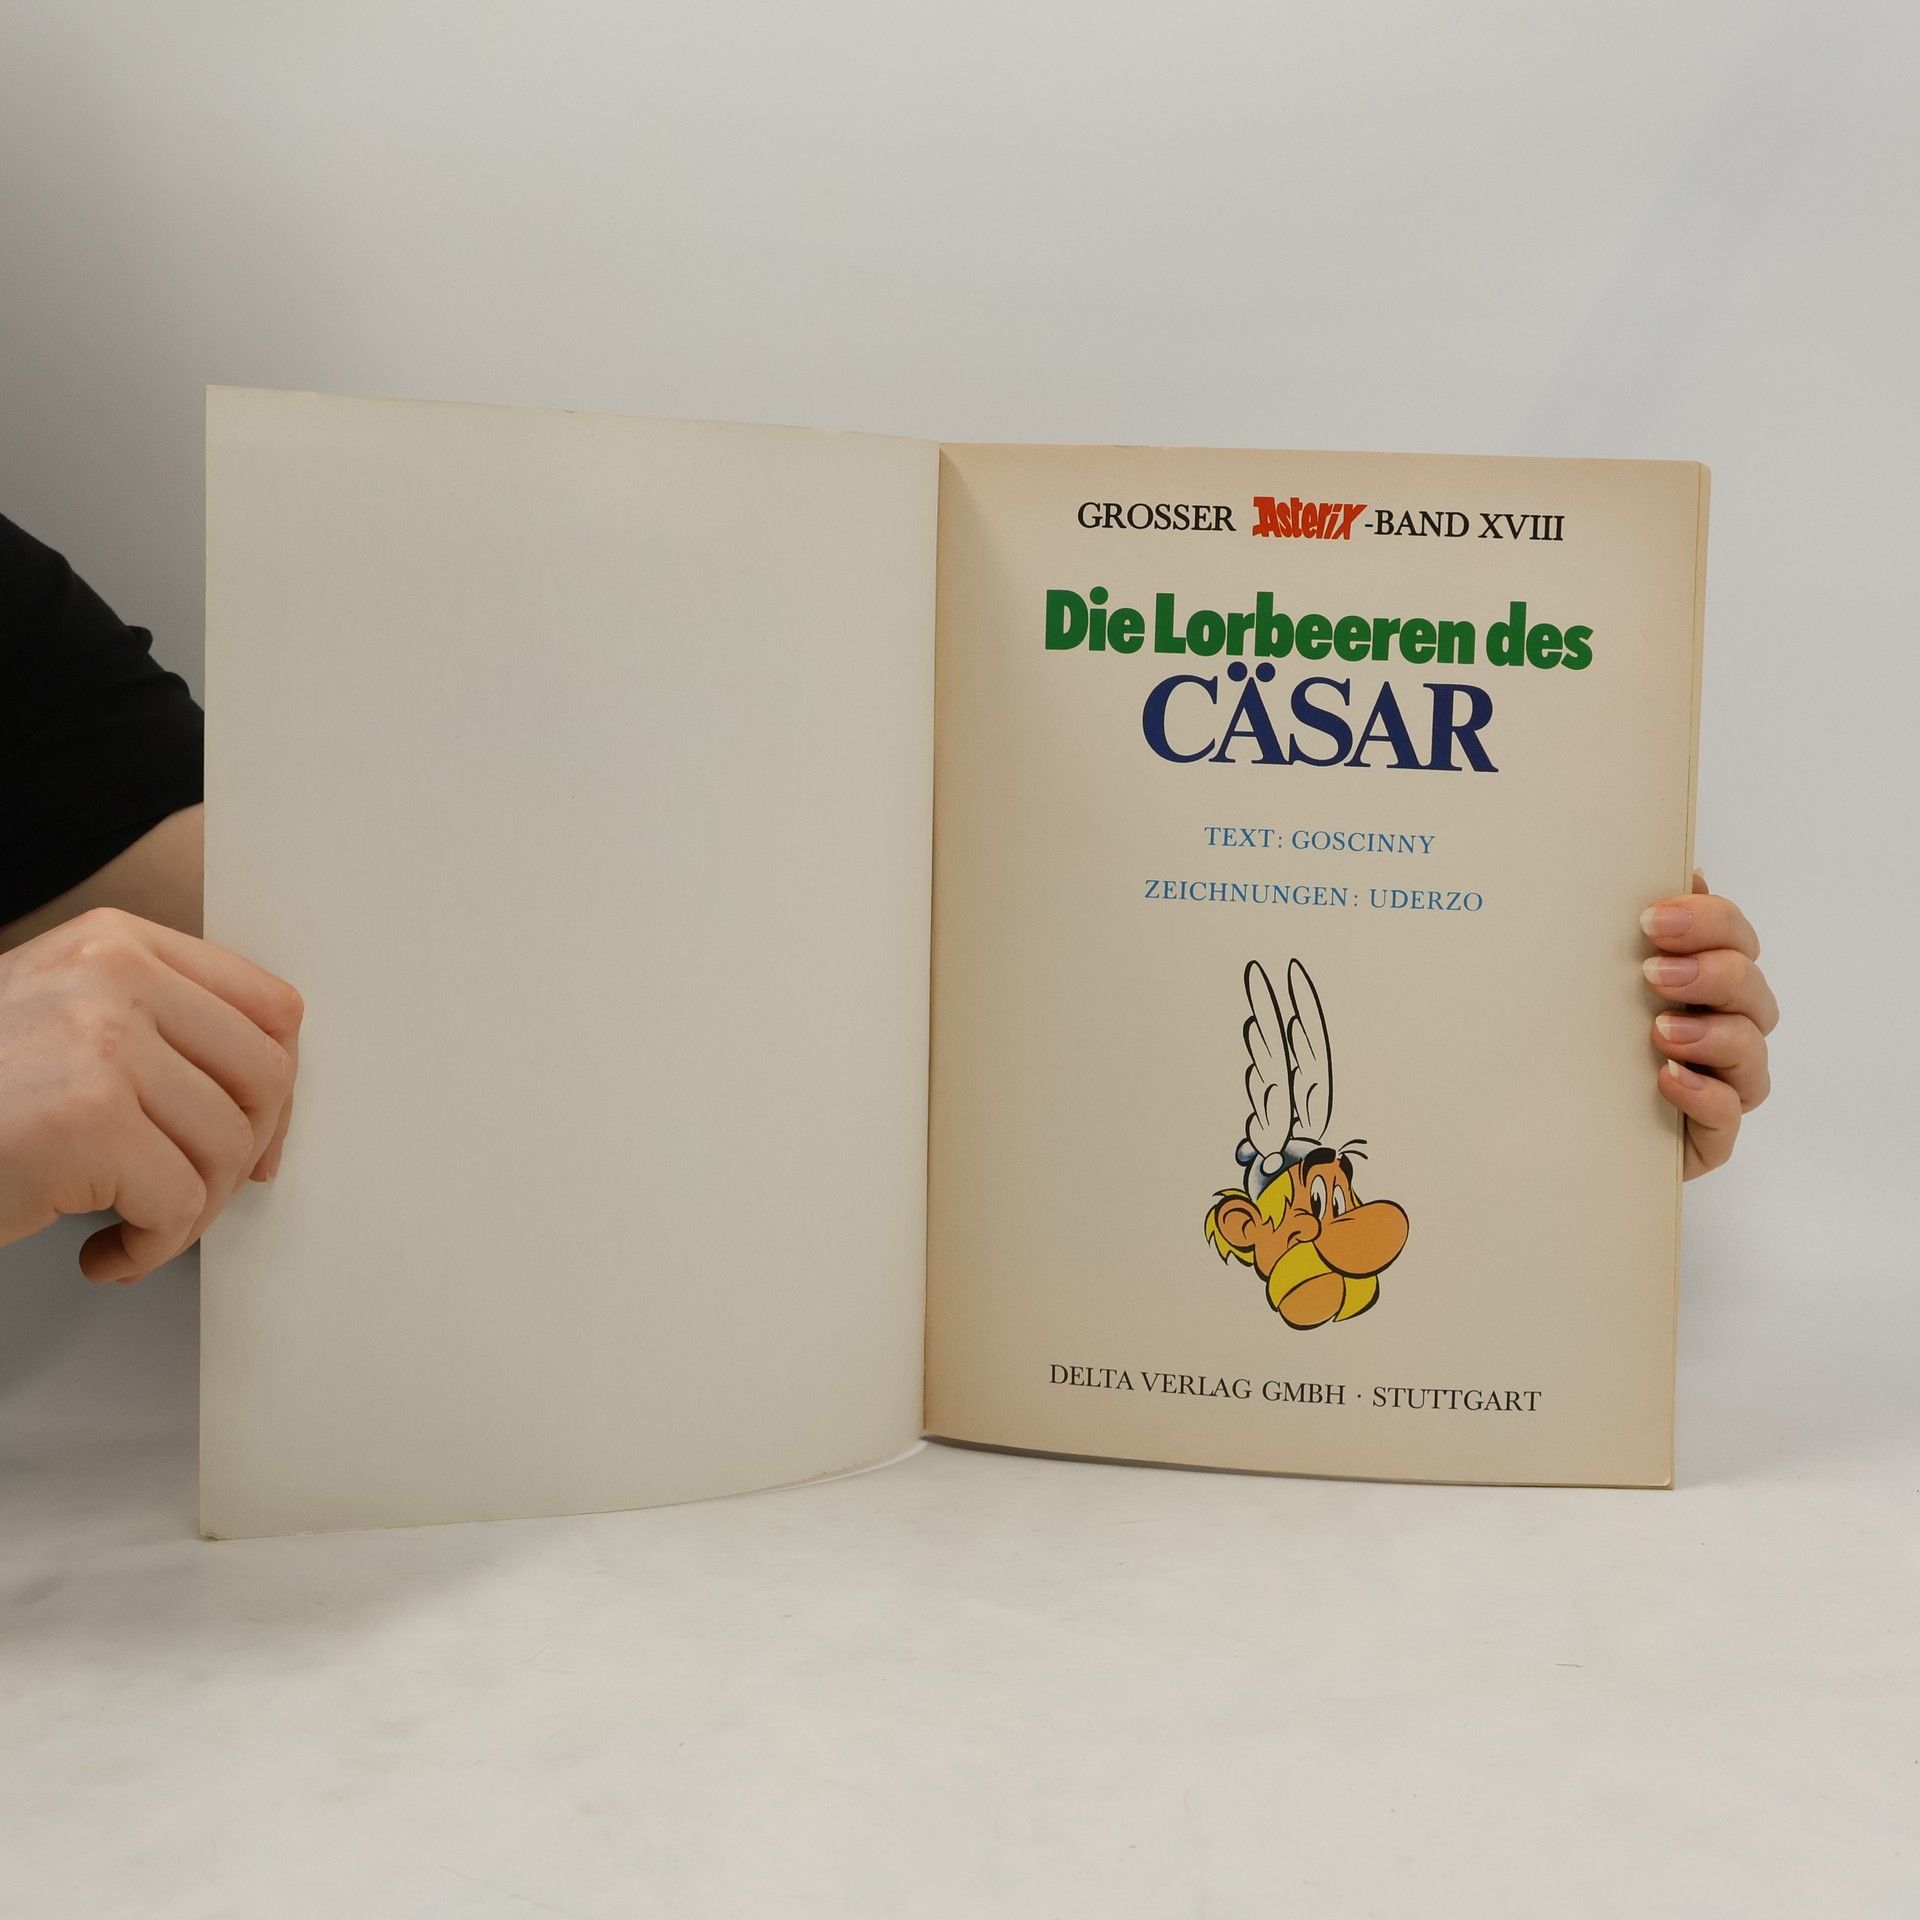 GROSSER Asterix-BAND XVIII
Die Lorbeeren des
CÄSAR
TEXT: GOSCINNY
ZEICHNUNGEN: UDERZO
DELTA VERLAG GMBH · STUTTGART